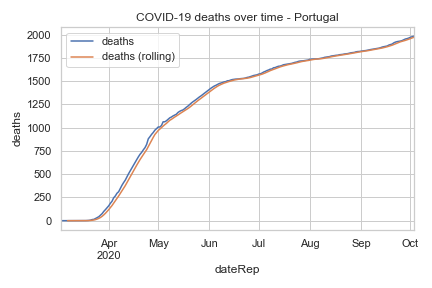 COVID-19 deaths over time - Portugal
deaths
deaths (rolling)
2000
1750
1500
1250
1000
750
500
250
0
deaths
Apr May Jun Jul Aug Sep Oct
2020
dateRep